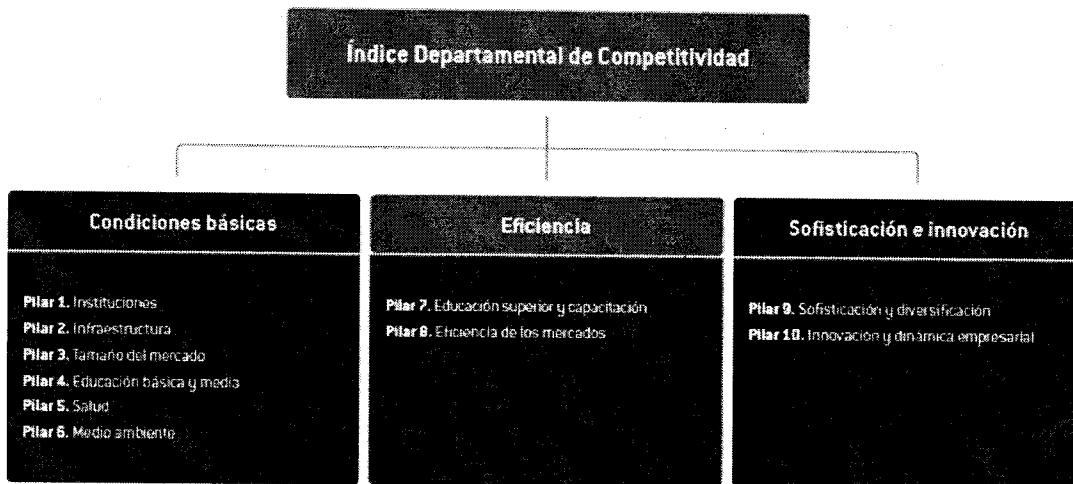 Índice Departamental de Competitividad
Condiciones básicas
Pilar 1. Instituciones
Pilar 2. Infraestructura
Pilar 3. Tamaño del mercado
Pilar 4. Educación básica y media
Pilar 5. Salud
Pilar 6. Medio ambiente
Eficiencia
Pilar 7. Educación superior y capacitación
Pilar 8. Eficiencia de los mercados
Sofisticación e innovación
Pilar 9. Sofisticación y diversificación
Pilar 10. Innovación y dinámica empresarial